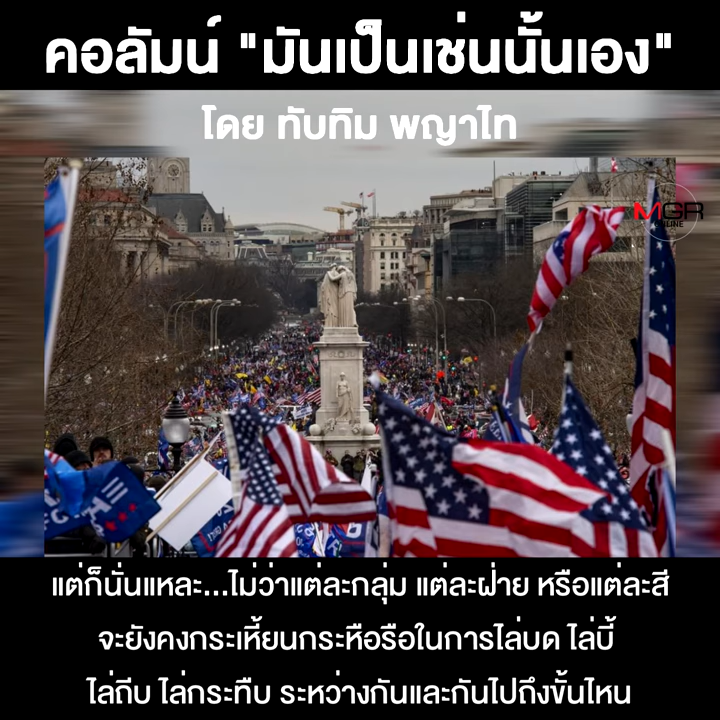 คอลัมน์ "มันเป็นเช่นนั้นเอง"
โดย ทับทิม พญาไท
MGR
ONLINE
แต่ก็นั่นแหละ...ไม่ว่าแต่ละกลุ่ม แต่ละฝ่าย หรือแต่ละสี
จะยังคงกระเหี้ยนกระหือรือในการไล่บด ไล่บี้
ไล่ถีบ ไล่กระทืบ ระหว่างกันและกันไปถึงขั้นไหน